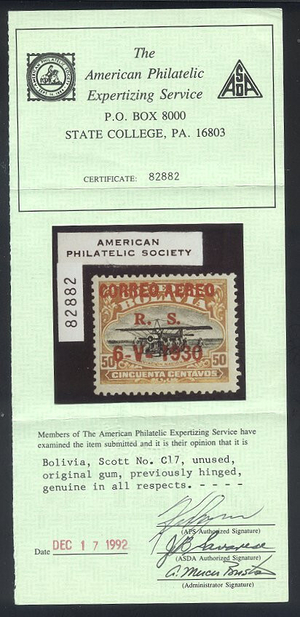 The
American Philatelic
Expertizing Service
P.O. BOX 8000
STATE COLLEGE, PA. 16803
ASDA
CERTIFICATE: 82882
AMERICAN
PHILATELIC SOCIETY
82882
CORREO AEREO
BOLIVIA
R. S.
6-V-1930
50 50
CINCUENTA CENTAVOS
Members of The American Philatelic Expertizing Service have
examined the item submitted and it is their opinion that it is
Bolivia, Scott No. C17, unused,
original gum, previously hinged,
genuine in all respects. - - - -
(APS Authorized Signature)
Date DEC 17 1992
(ASDA Authorized Signature)
(Administrator Signature)